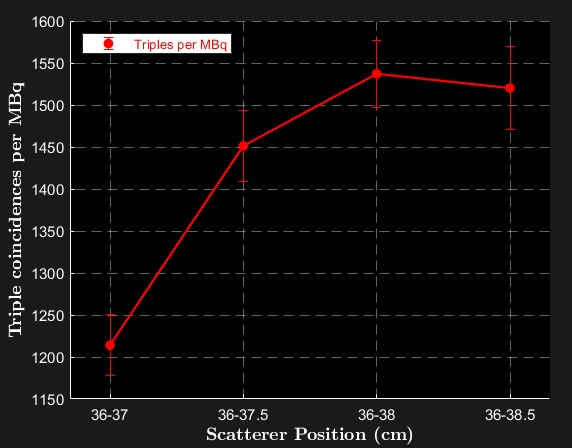 1600
1550
1500
1450
1400
1350
1300
1250
1200
1150
Triples per MBq
Triple coincidences per MBq
36-37 36-37.5 36-38 36-38.5
Scatterer Position (cm)